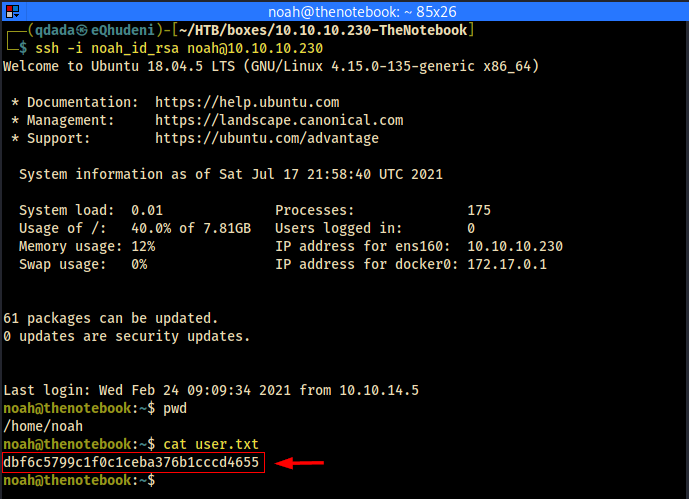 noah@thenotebook: ~ 85x26
(qdada㉿eQhudeni)-[~/HTB/boxes/10.10.10.230-TheNotebook]
$ ssh -i noah_id_rsa noah@10.10.10.230
Welcome to Ubuntu 18.04.5 LTS (GNU/Linux 4.15.0-135-generic x86_64)
* Documentation:  https://help.ubuntu.com
* Management:     https://landscape.canonical.com
* Support:        https://ubuntu.com/advantage
System information as of Sat Jul 17 21:58:40 UTC 2021
System load:  0.01              Processes:              175
Usage of /:   40.0% of 7.81GB   Users logged in:        0
Memory usage: 12%               IP address for ens160:  10.10.10.230
Swap usage:   0%                IP address for docker0: 172.17.0.1
61 packages can be updated.
0 updates are security updates.
Last login: Wed Feb 24 09:09:34 2021 from 10.10.14.5
noah@thenotebook:~$ pwd
/home/noah
noah@thenotebook:~$ cat user.txt
dbf6c5799c1f0c1ceba376b1cccd4655
noah@thenotebook:~$